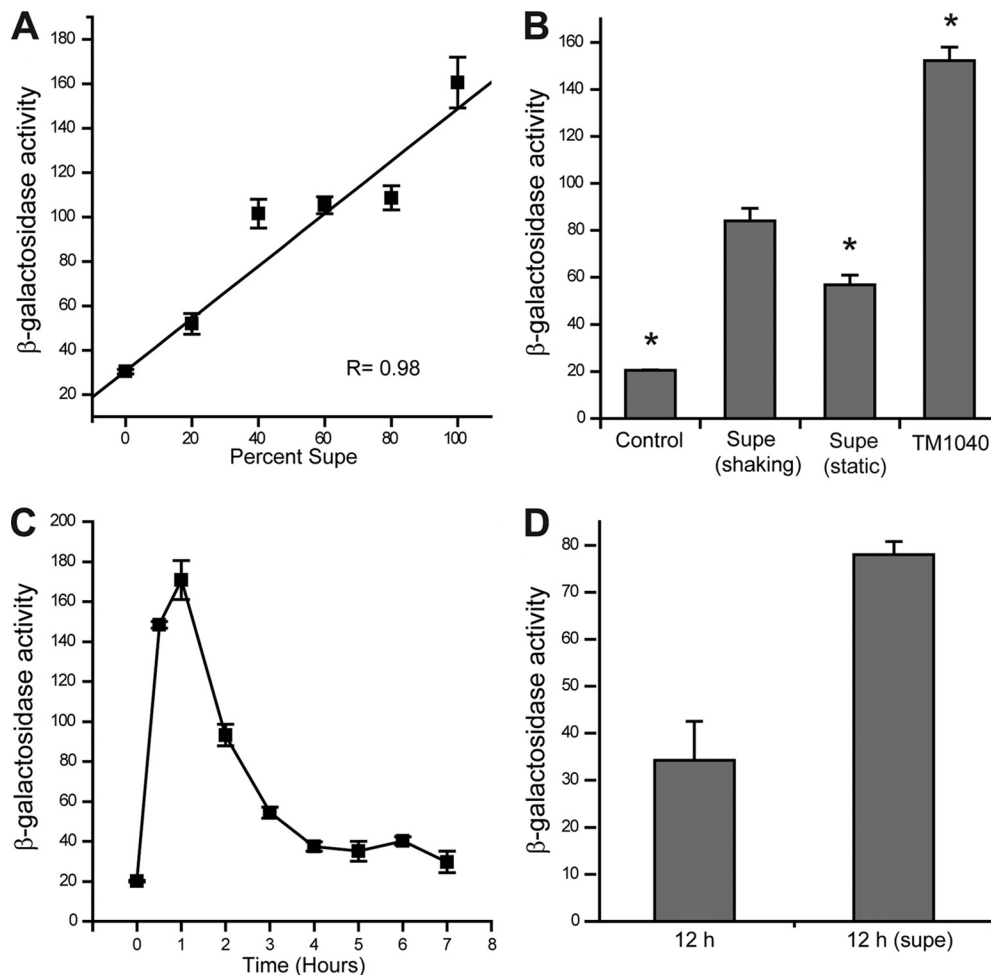 A
β-galactosidase activity
180
160
140
120
100
80
60
40
20
R= 0.98
0 20 40 60 80 100
Percent Supe
B
β-galactosidase activity
160
140
120
100
80
60
40
20
0
* * *
Control Supe (shaking) Supe (static) TM1040
C
β-galactosidase activity
200
180
160
140
120
100
80
60
40
20
0
0 1 2 3 4 5 6 7 8
Time (Hours)
D
β-galactosidase activity
80
70
60
50
40
30
20
10
0
12 h 12 h (supe)